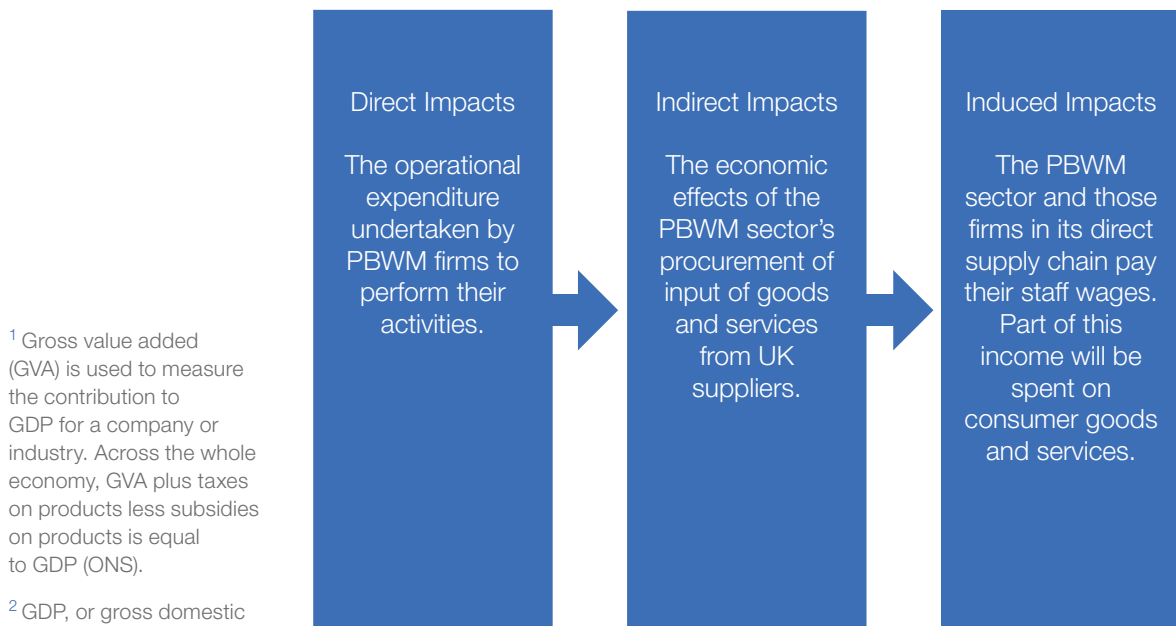 Direct Impacts
The operational
expenditure
undertaken by
PBWM firms to
perform their
activities.
Indirect Impacts
The economic
effects of the
PBWM sector’s
procurement of
input of goods
and services
from UK
suppliers.
Induced Impacts
The PBWM
sector and those
firms in its direct
supply chain pay
their staff wages.
Part of this
income will be
spent on
consumer goods
and services.
1 Gross value added
(GVA) is used to measure
the contribution to
GDP for a company or
industry. Across the whole
economy, GVA plus taxes
on products less subsidies
on products is equal
to GDP (ONS).
2 GDP, or gross domestic